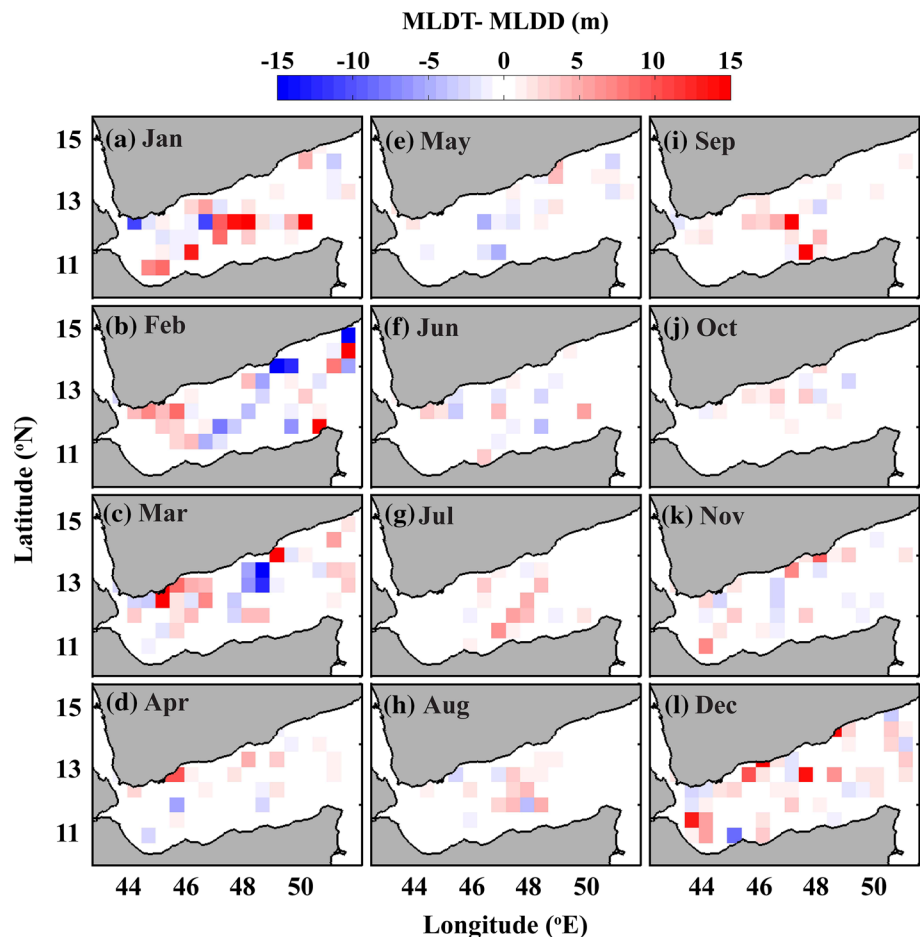 MLDT- MLDD (m)
-15 -10 -5 0 5 10 15
(a) Jan
(e) May
(i) Sep
15
13
11
(b) Feb
(f) Jun
(j) Oct
15
13
11
(c) Mar
(g) Jul
(k) Nov
15
13
11
(d) Apr
(h) Aug
(l) Dec
15
13
11
Latitude (°N)
44 46 48 50
44 46 48 50
44 46 48 50
Longitude (°E)